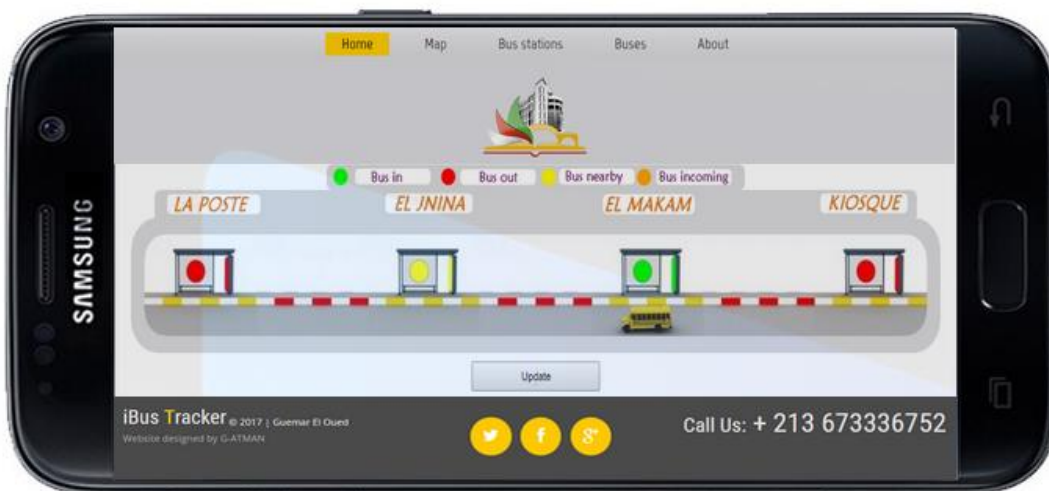 Home Map Bus stations Buses About
Bus in Bus out Bus nearby Bus incoming
LA POSTE EL JNINA EL MAKAM KIOSQUE
Update
iBus Tracker © 2017 | Guemar El Oued
Website designed by G-ATMAN
Call Us: + 213 673336752
SAMSUNG